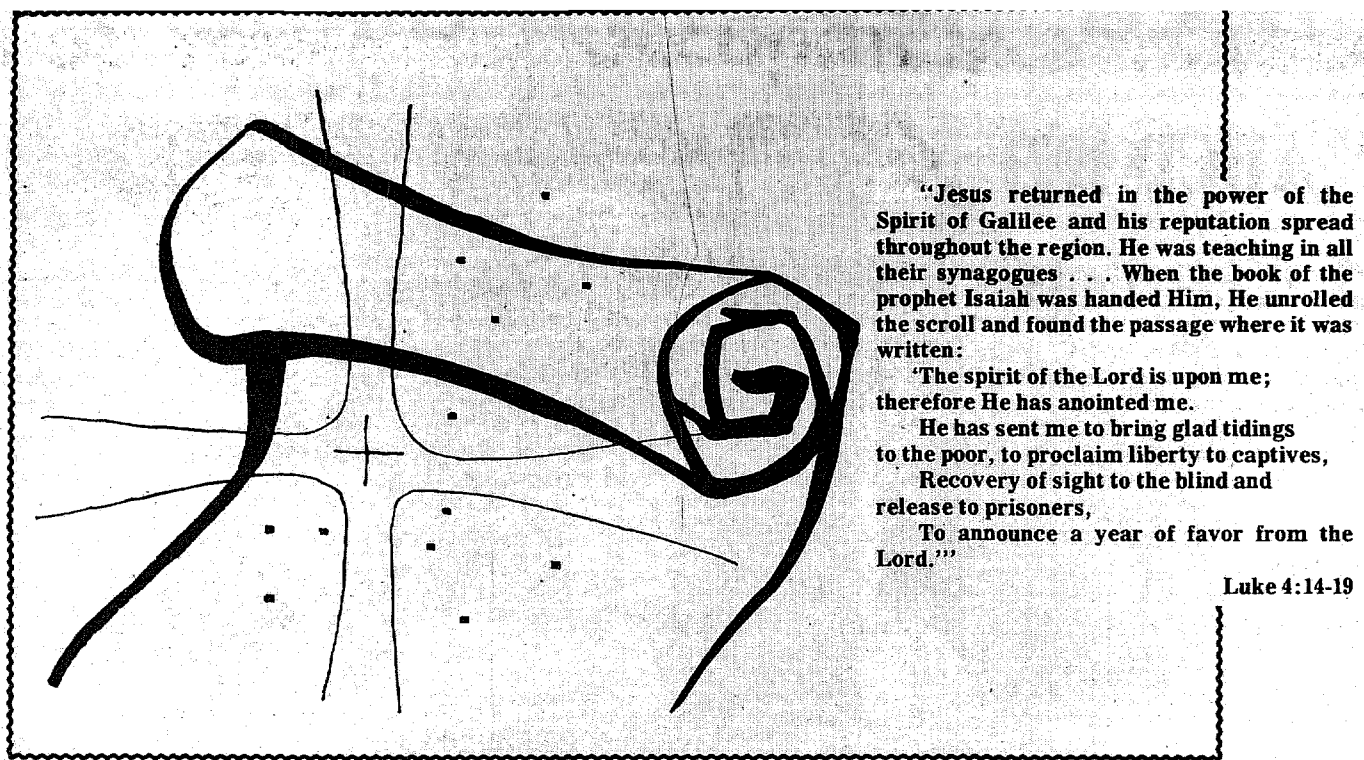 “Jesus returned in the power of the
Spirit of Galilee and his reputation spread
throughout the region. He was teaching in all
their synagogues . . . When the book of the
prophet Isaiah was handed Him, He unrolled
the scroll and found the passage where it was
written:
‘The spirit of the Lord is upon me;
therefore He has anointed me.
He has sent me to bring glad tidings
to the poor, to proclaim liberty to captives,
Recovery of sight to the blind and
release to prisoners,
To announce a year of favor from the
Lord.’”
Luke 4:14-19